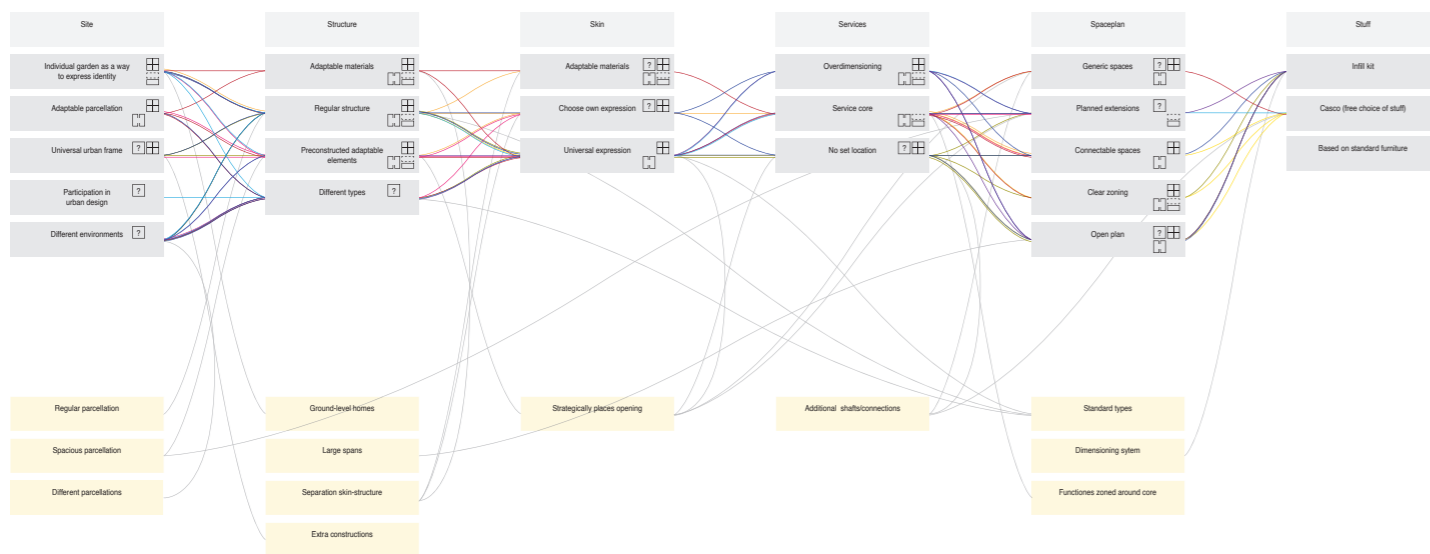 Site
Structure
Skin
Services
Spaceplan
Stuff
Individual garden as a way
to express identity
Adaptable materials
Adaptable materials
?
Overdimensioning
Generic spaces
?
Infill kit
Adaptable parcellation
Regular structure
Choose own expression
?
Service core
Planned extensions
?
Casco (free choice of stuff)
Universal urban frame
?
Preconstructed adaptable
elements
Universal expression
No set location
?
Connectable spaces
Based on standard furniture
Participation in
urban design
?
Different types
?
Clear zoning
Different environments
?
Open plan
?
Regular parcellation
Ground-level homes
Strategically places opening
Additional shafts/connections
Standard types
Spacious parcellation
Large spans
Dimensioning sytem
Different parcellations
Separation skin-structure
Functiones zoned around core
Extra constructions